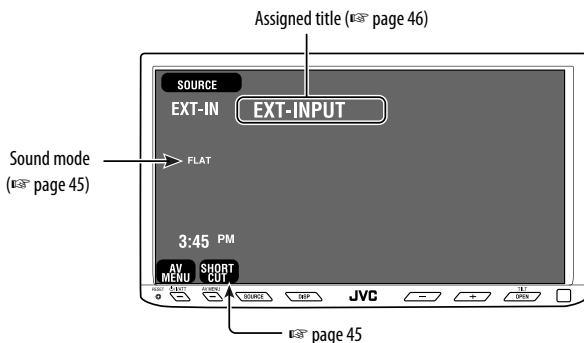 Assigned title (☞ page 46)
SOURCE
EXT-IN EXT-INPUT
Sound mode
(☞ page 45)
FLAT
3:45 PM
AV
MENU
SHORT
CUT
RESET
/ATT
AV MENU
SOURCE
DISP
JVC
−
+
TILT
OPEN
☞ page 45